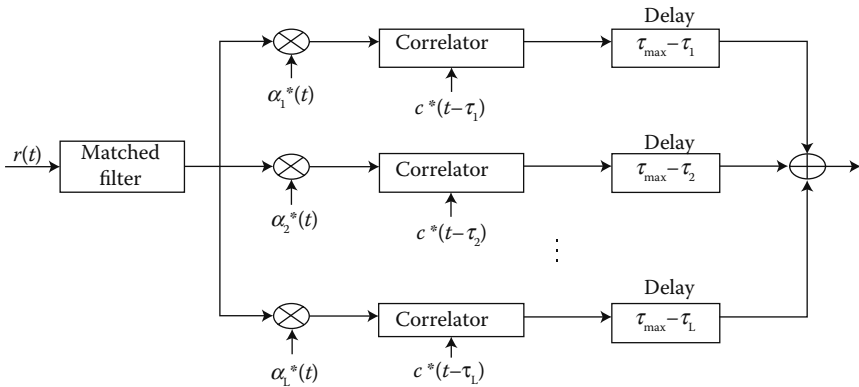 Delay
Correlator
τmax – τ1
α1*(t)
c*(t–τ1)
r(t)
Matched
filter
Delay
Correlator
τmax – τ2
α2*(t)
c*(t–τ2)
⋮
Delay
Correlator
τmax – τL
αL*(t)
c*(t–τL)